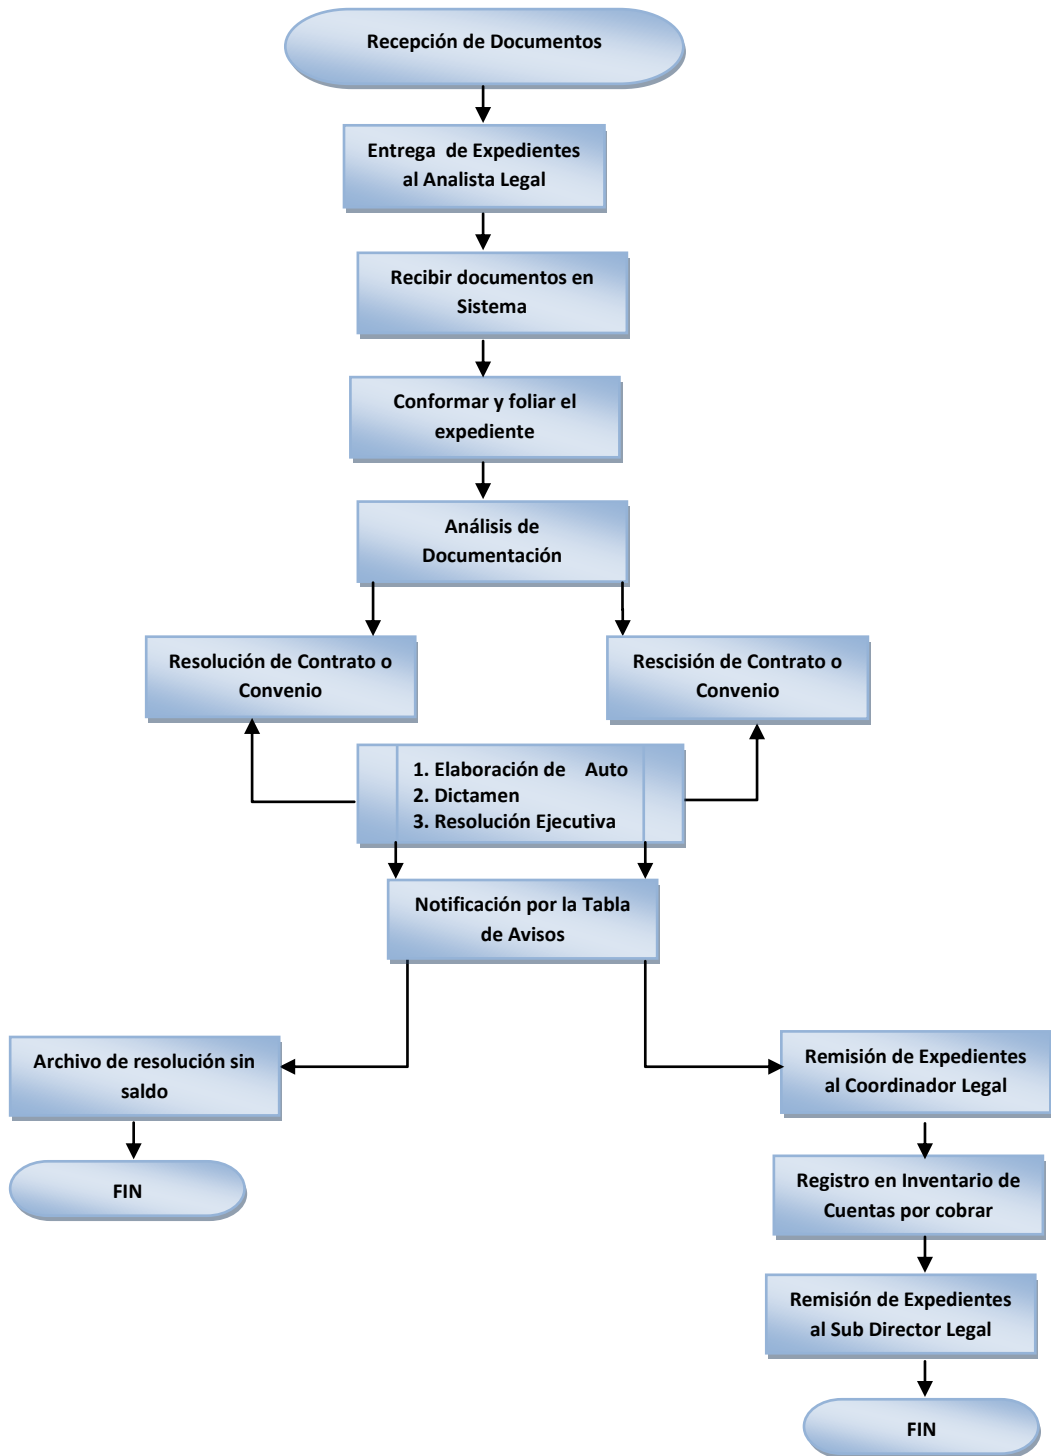 Recepción de Documentos
Entrega de Expedientes
al Analista Legal
Recibir documentos en
Sistema
Conformar y foliar el
expediente
Análisis de
Documentación
Resolución de Contrato o
Convenio
Rescisión de Contrato o
Convenio
1. Elaboración de Auto
2. Dictamen
3. Resolución Ejecutiva
Notificación por la Tabla
de Avisos
Archivo de resolución sin
saldo
FIN
Remisión de Expedientes
al Coordinador Legal
Registro en Inventario de
Cuentas por cobrar
Remisión de Expedientes
al Sub Director Legal
FIN